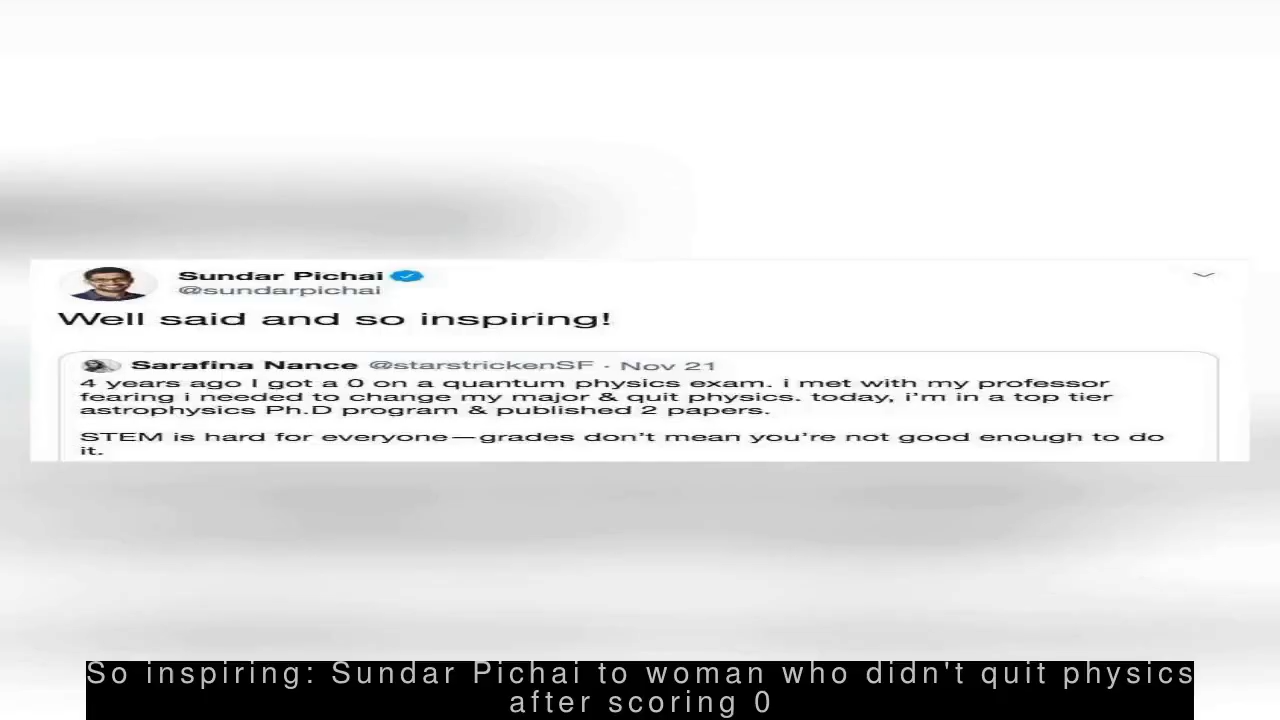 Sundar Pichai
@sundarpichai
Well said and so inspiring!
Sarafina Nance @starstrickenSF · Nov 21
4 years ago I got a 0 on a quantum physics exam. i met with my professor
fearing i needed to change my major & quit physics. today, i'm in a top tier
astrophysics Ph.D program & published 2 papers.
STEM is hard for everyone—grades don't mean you're not good enough to do
it.
So inspiring: Sundar Pichai to woman who didn't quit physics
after scoring 0